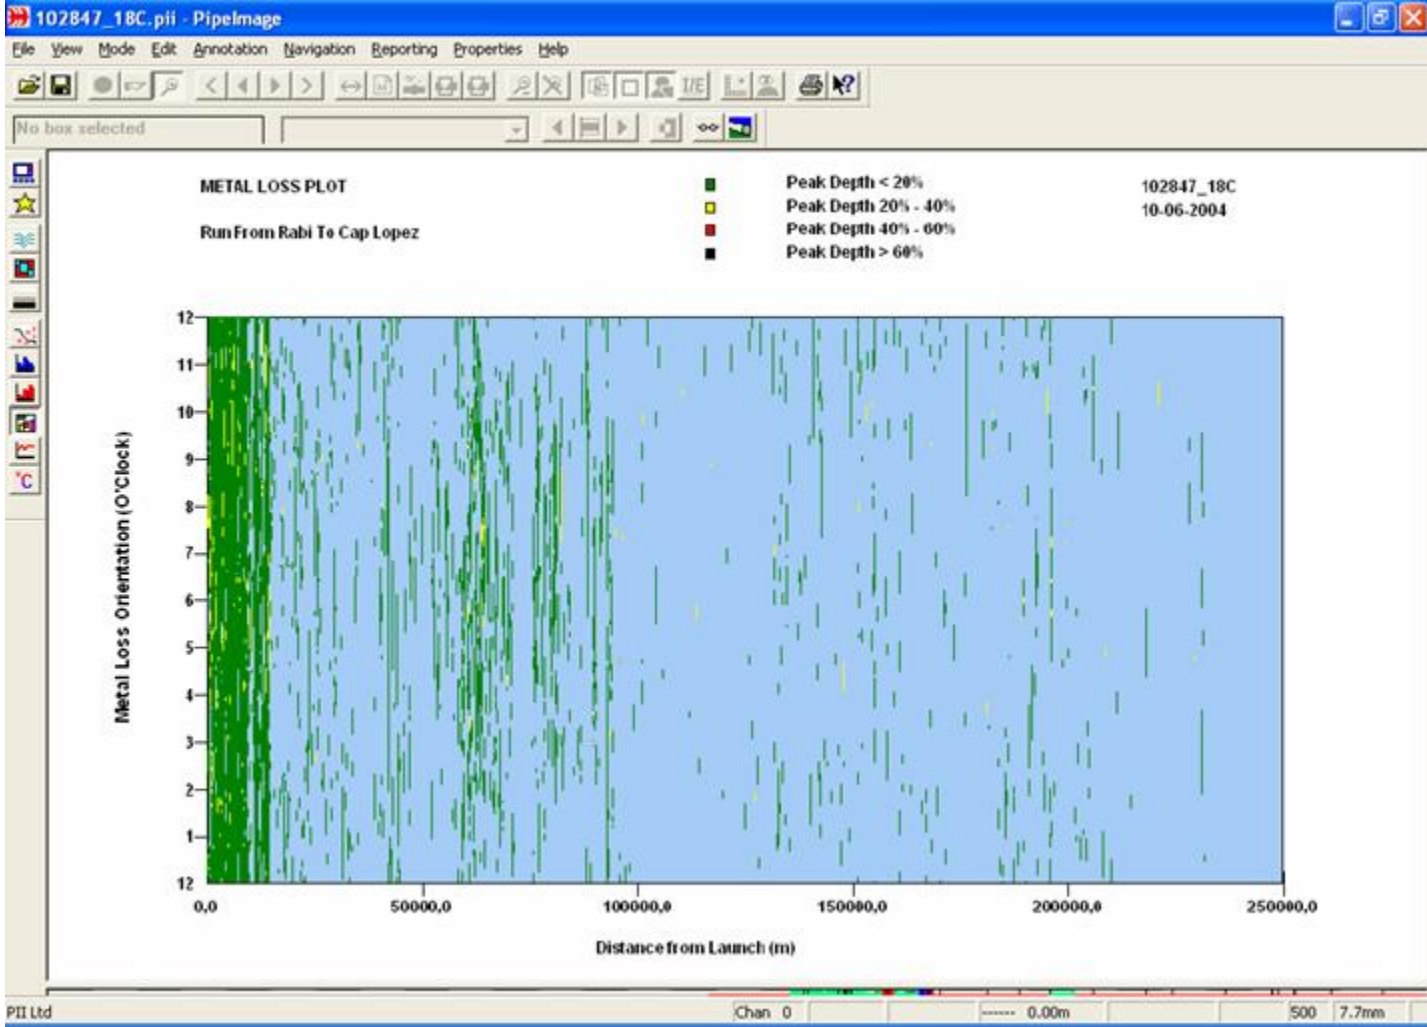 102847_18C.pii - PipeImage
File View Mode Edit Annotation Navigation Reporting Properties Help
I/E
No box selected
°C
METAL LOSS PLOT
Run From Rabi To Cap Lopez
Peak Depth < 20%
Peak Depth 20% - 40%
Peak Depth 40% - 60%
Peak Depth > 60%
102847_18C
10-06-2004
Metal Loss Orientation (O'Clock)
12
11
10
9
8
7
6
5
4
3
2
1
12
0,0 50000,0 100000,0 150000,0 200000,0 250000,0
Distance from Launch (m)
PII Ltd Chan 0 ------ 0.00m 500 7.7mm